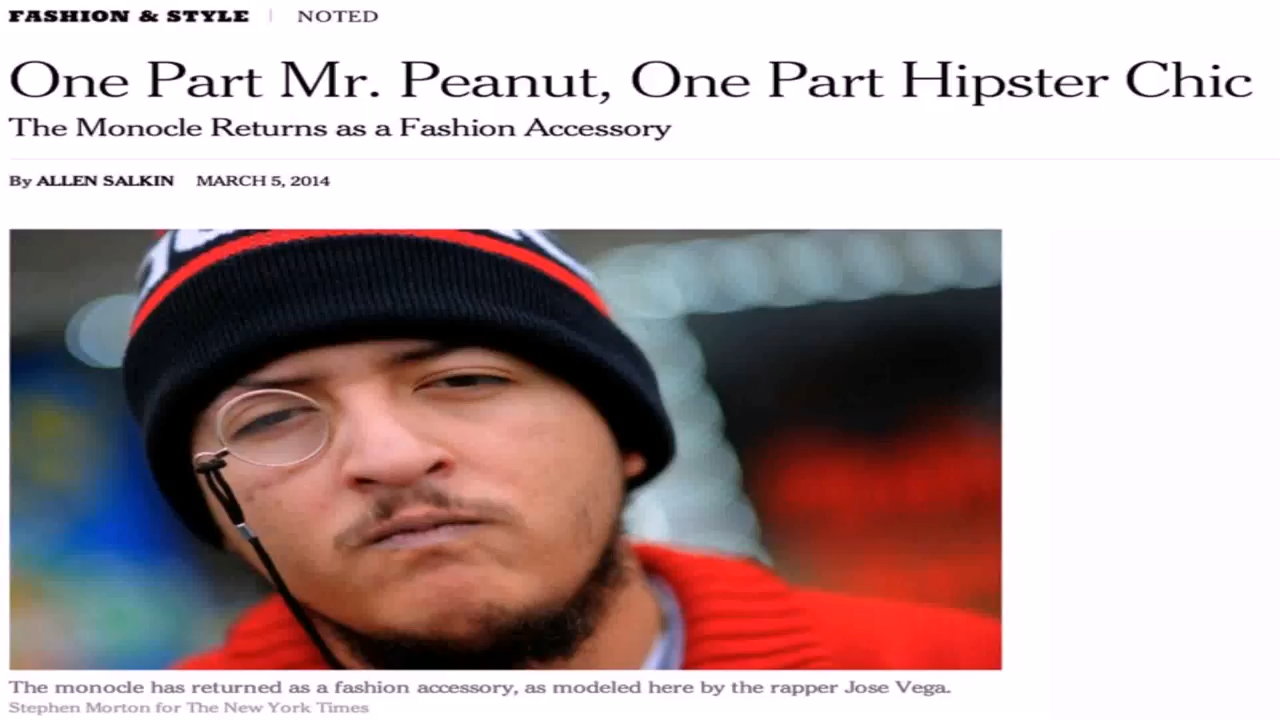 FASHION & STYLE | NOTED
One Part Mr. Peanut, One Part Hipster Chic
The Monocle Returns as a Fashion Accessory
By ALLEN SALKIN MARCH 5, 2014
The monocle has returned as a fashion accessory, as modeled here by the rapper Jose Vega.
Stephen Morton for The New York Times